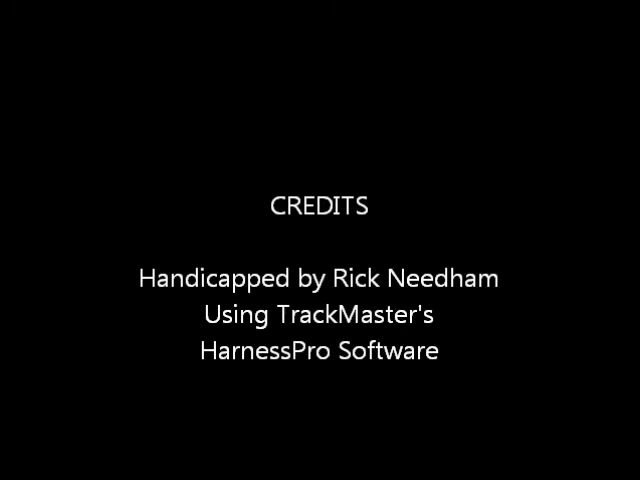 CREDITS
Handicapped by Rick Needham
Using TrackMaster's
HarnessPro Software